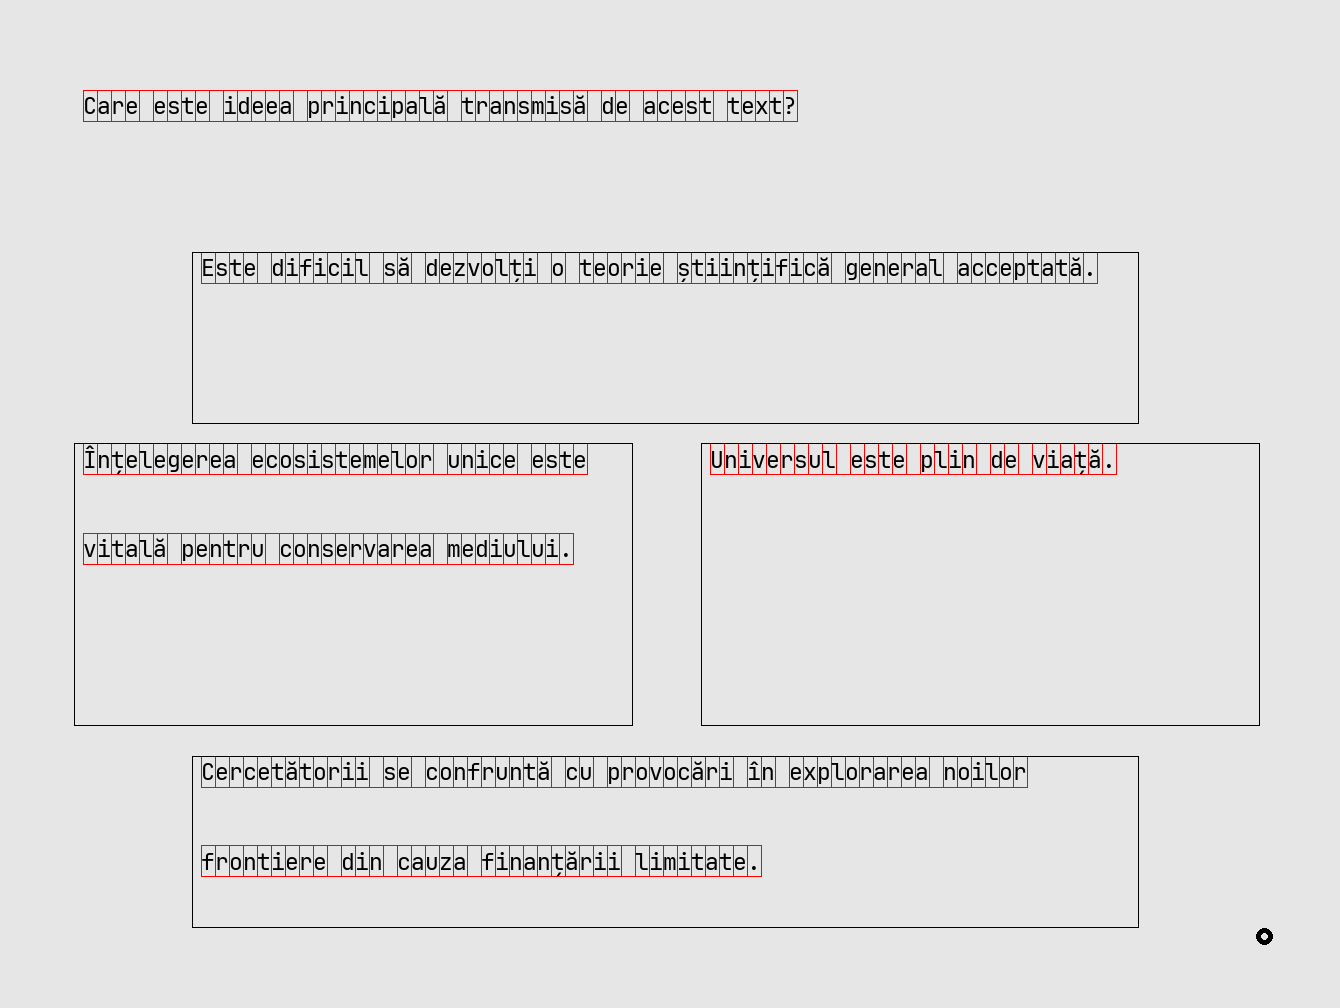 Care este ideea principală transmisă de acest text?
Este dificil să dezvolți o teorie științifică general acceptată.
Înțelegerea ecosistemelor unice este
vitală pentru conservarea mediului.
Universul este plin de viață.
Cercetătorii se confruntă cu provocări în explorarea noilor
frontiere din cauza finanțării limitate.